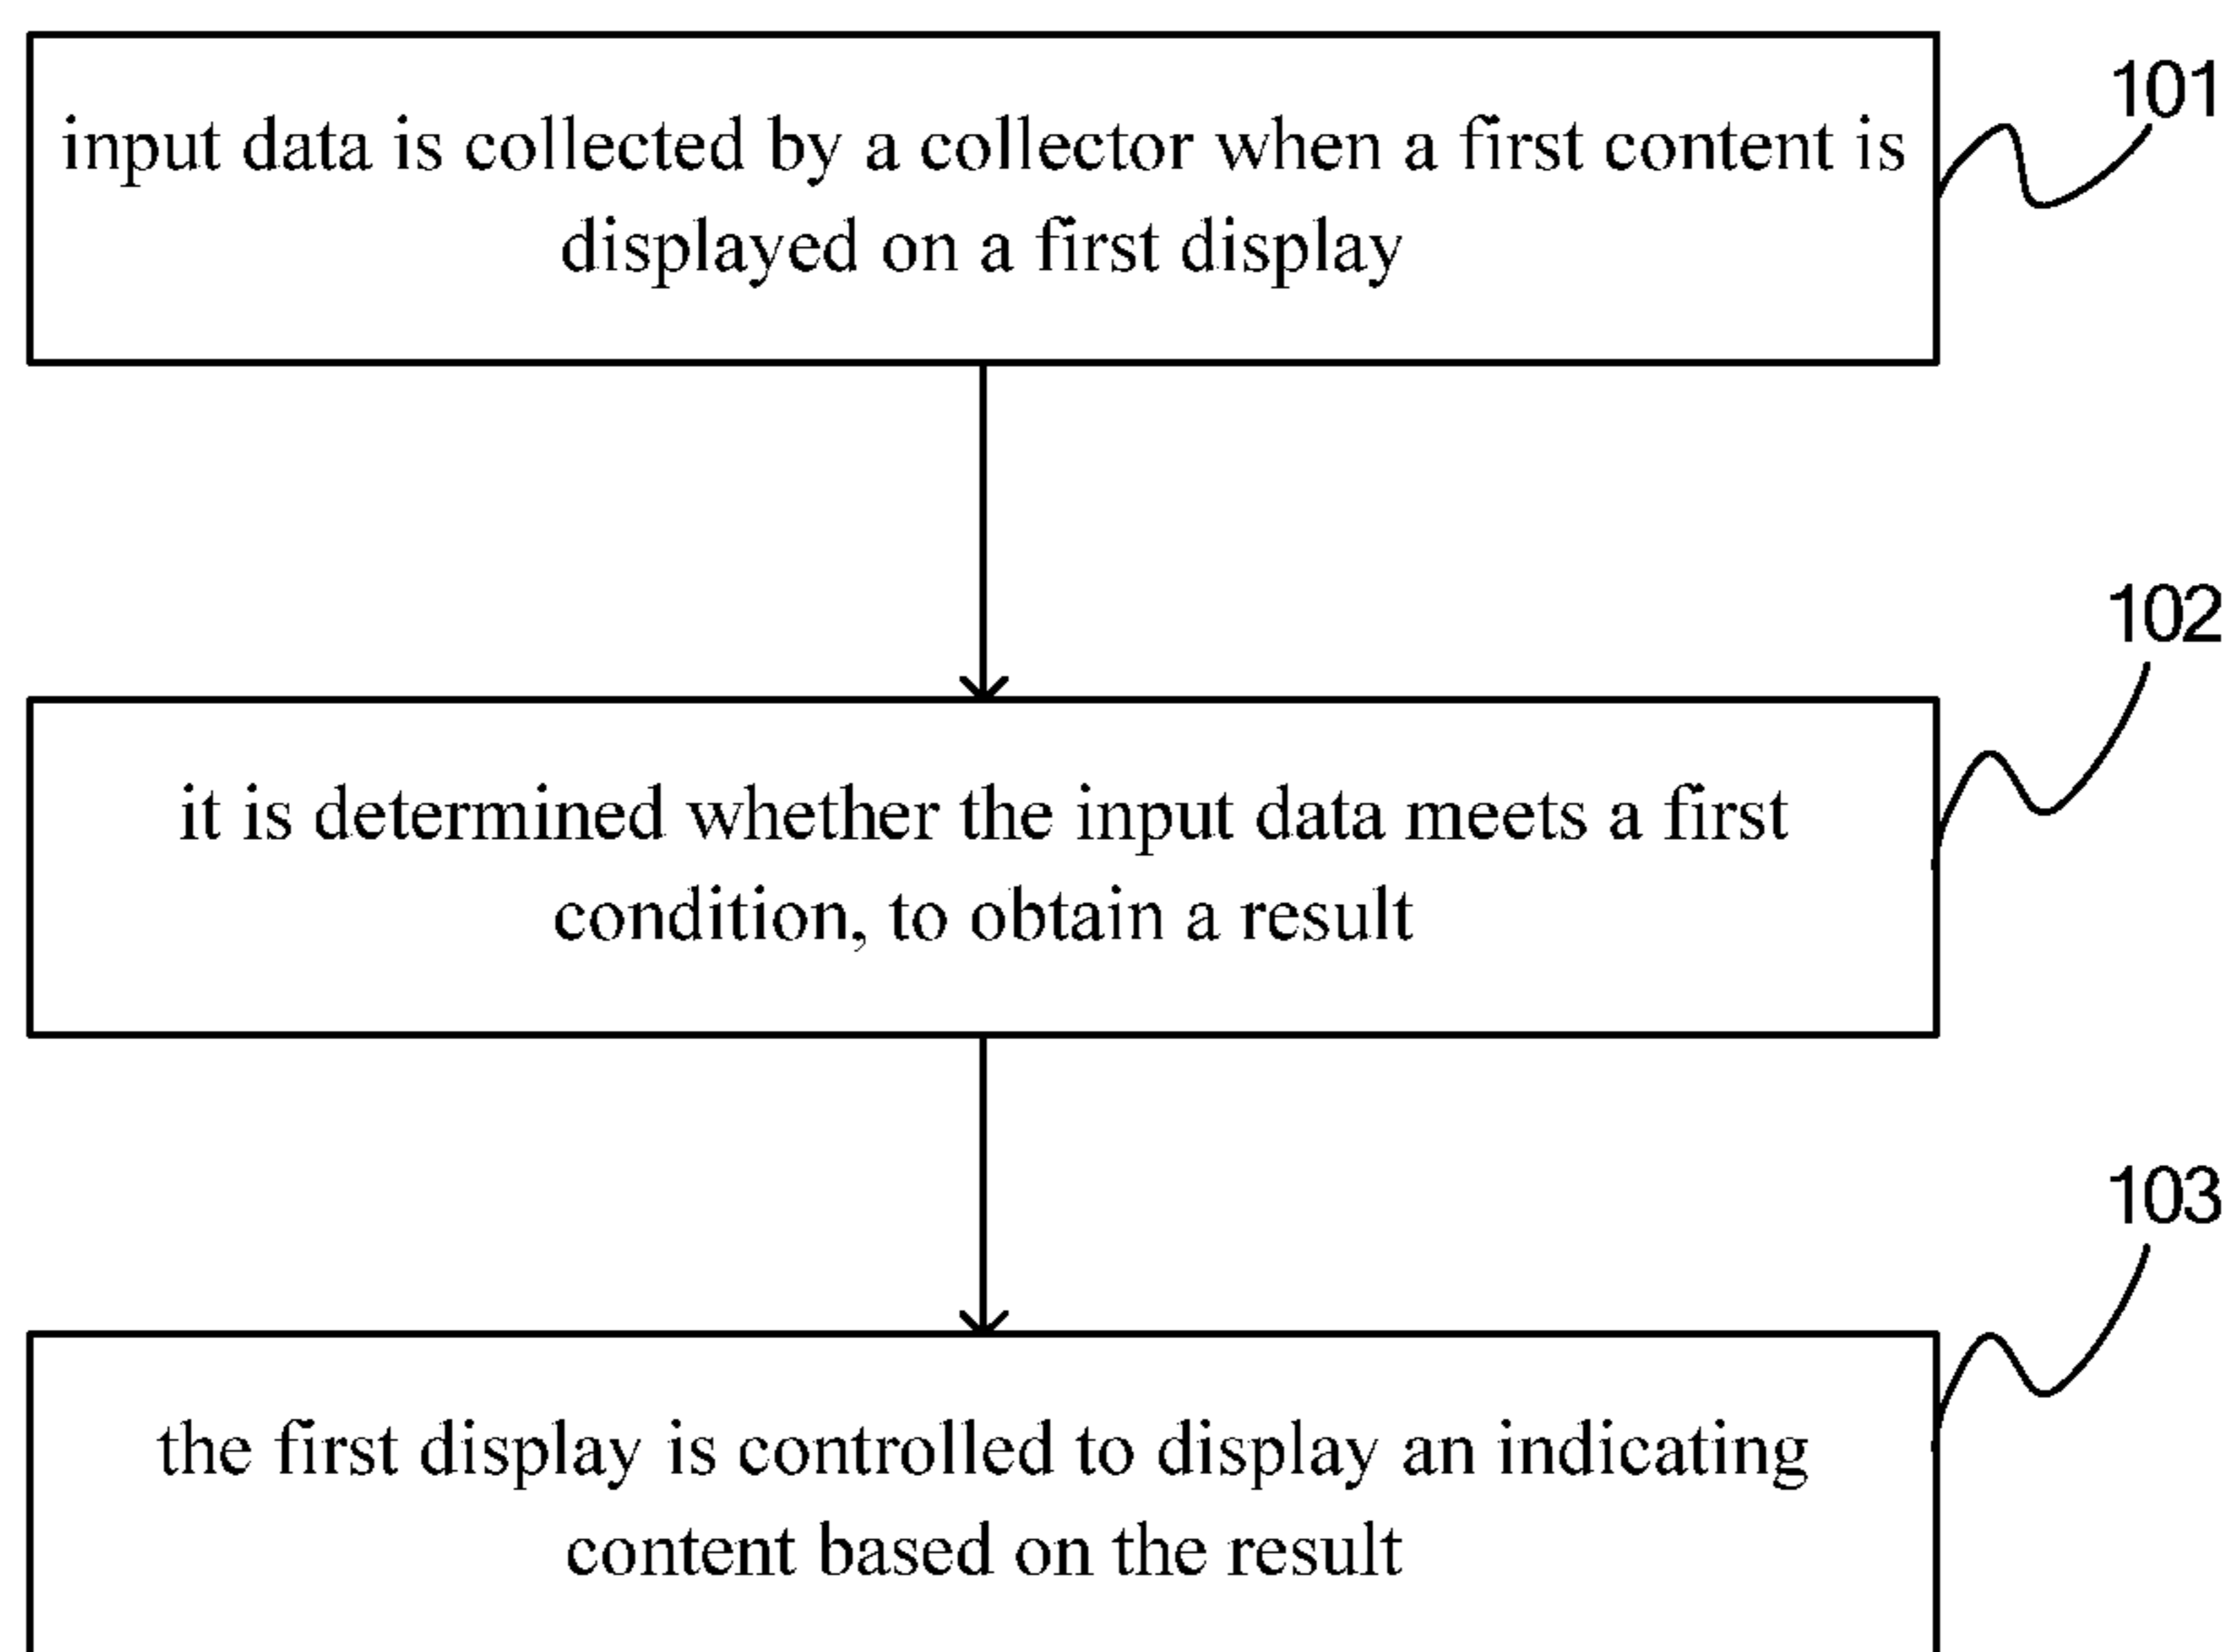 101
input data is collected by a collector when a first content is
displayed on a first display
102
it is determined whether the input data meets a first
condition, to obtain a result
103
the first display is controlled to display an indicating
content based on the result